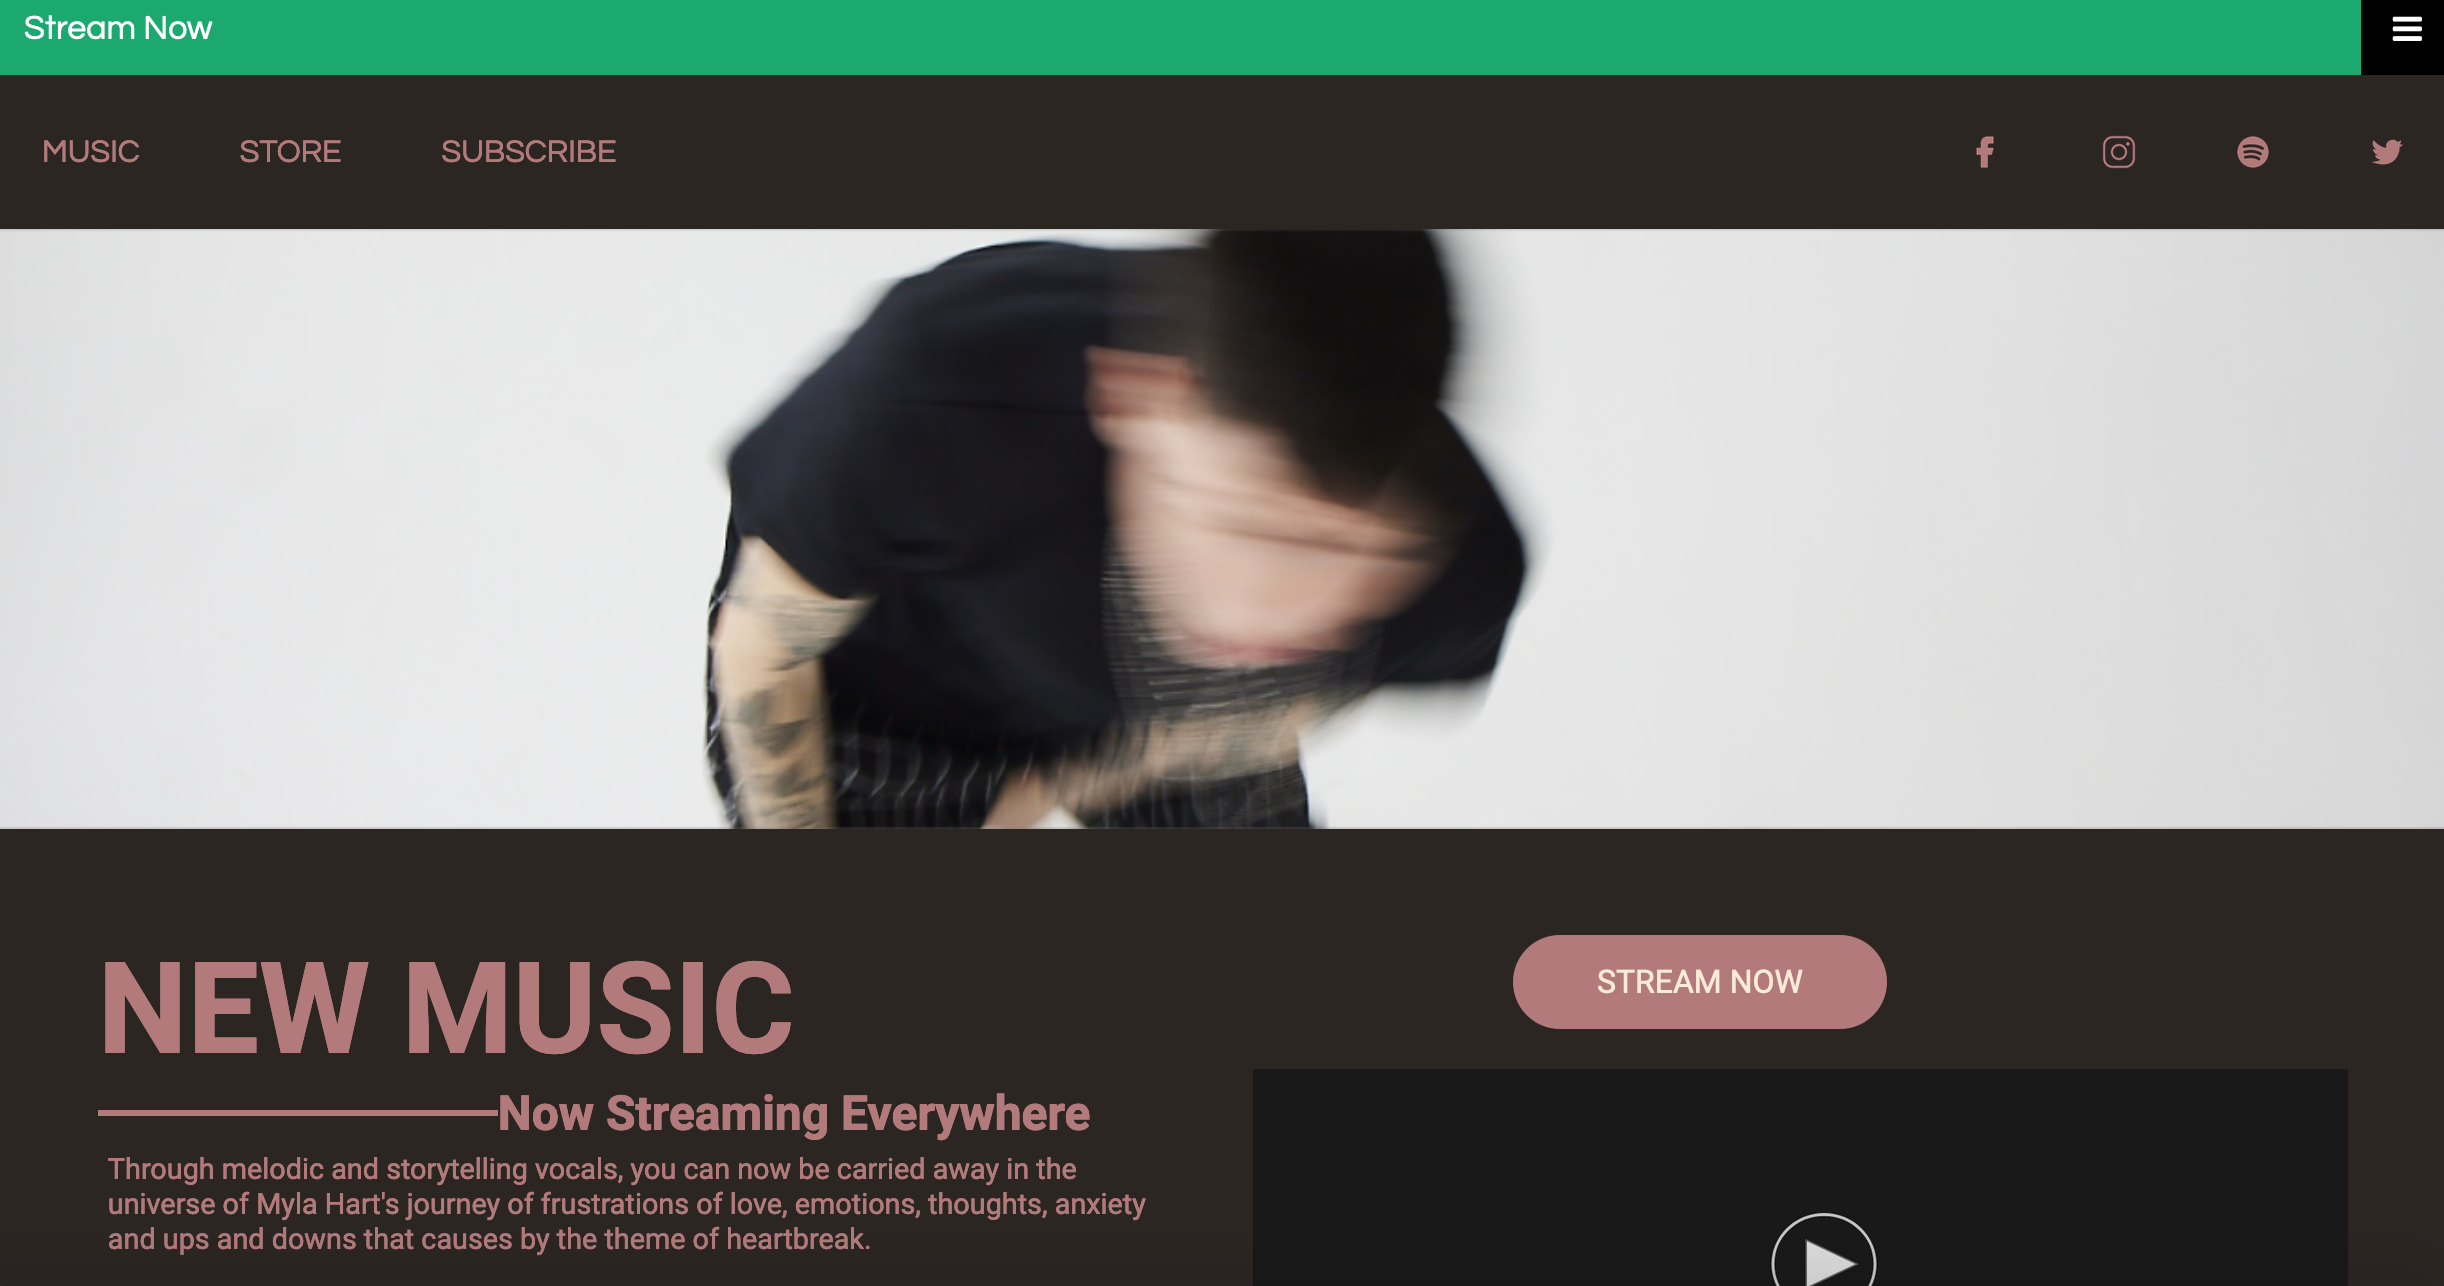 Stream Now
MUSIC STORE SUBSCRIBE
NEW MUSIC
Now Streaming Everywhere
Through melodic and storytelling vocals, you can now be carried away in the
universe of Myla Hart's journey of frustrations of love, emotions, thoughts, anxiety
and ups and downs that causes by the theme of heartbreak.
STREAM NOW